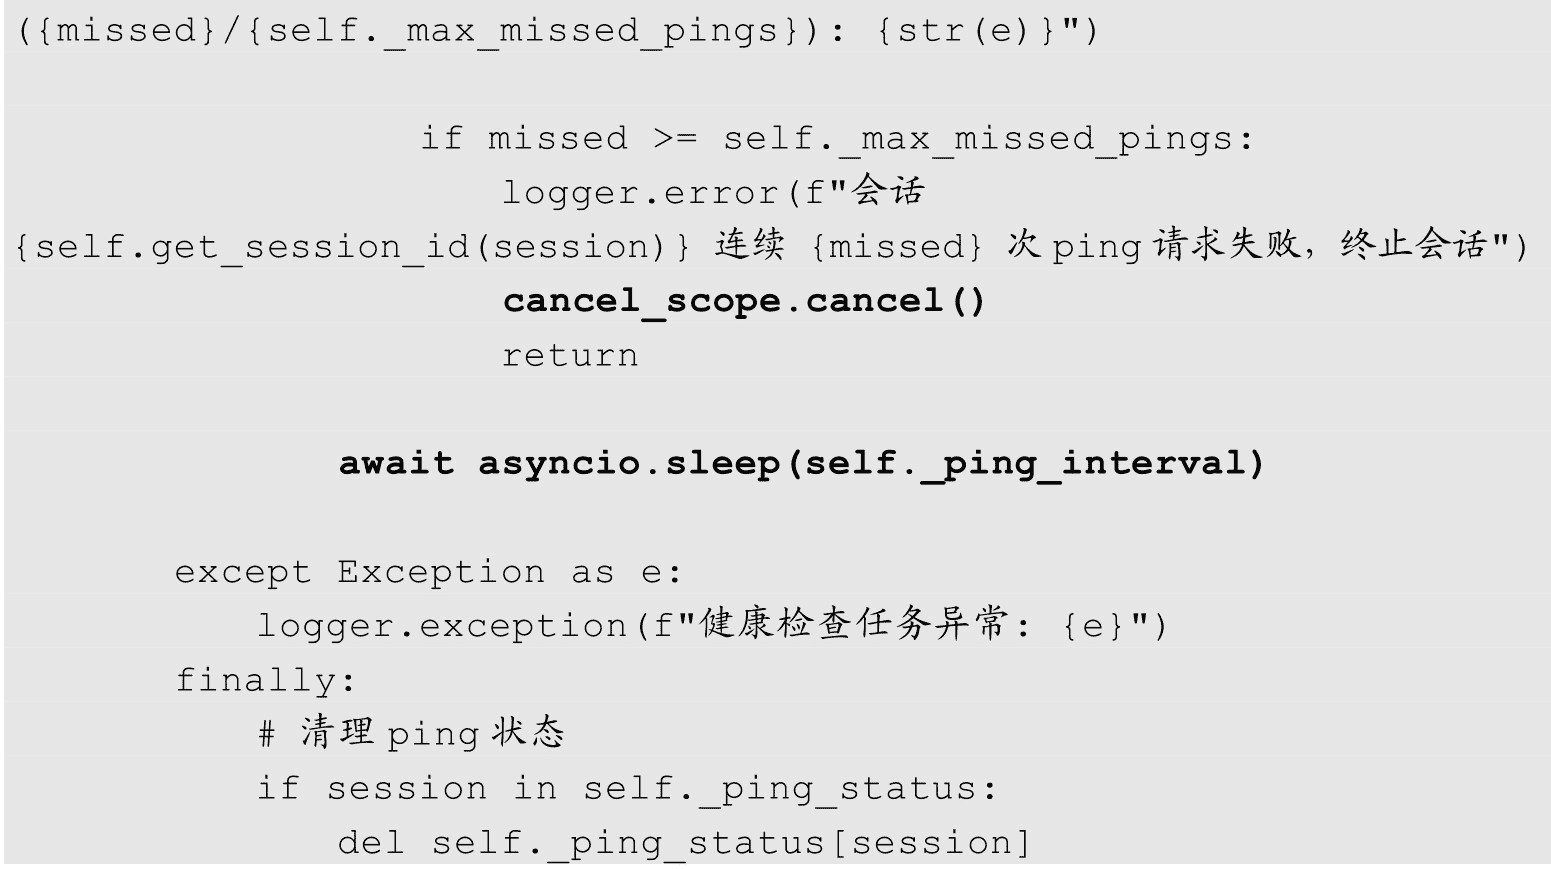 ({missed}/{self._max_missed_pings}): {str(e)}")
if missed >= self._max_missed_pings:
logger.error(f"会话
{self.get_session_id(session)} 连续 {missed} 次 ping 请求失败，终止会话")
cancel_scope.cancel()
return
await asyncio.sleep(self._ping_interval)
except Exception as e:
logger.exception(f"健康检查任务异常: {e}")
finally:
# 清理 ping 状态
if session in self._ping_status:
del self._ping_status[session]